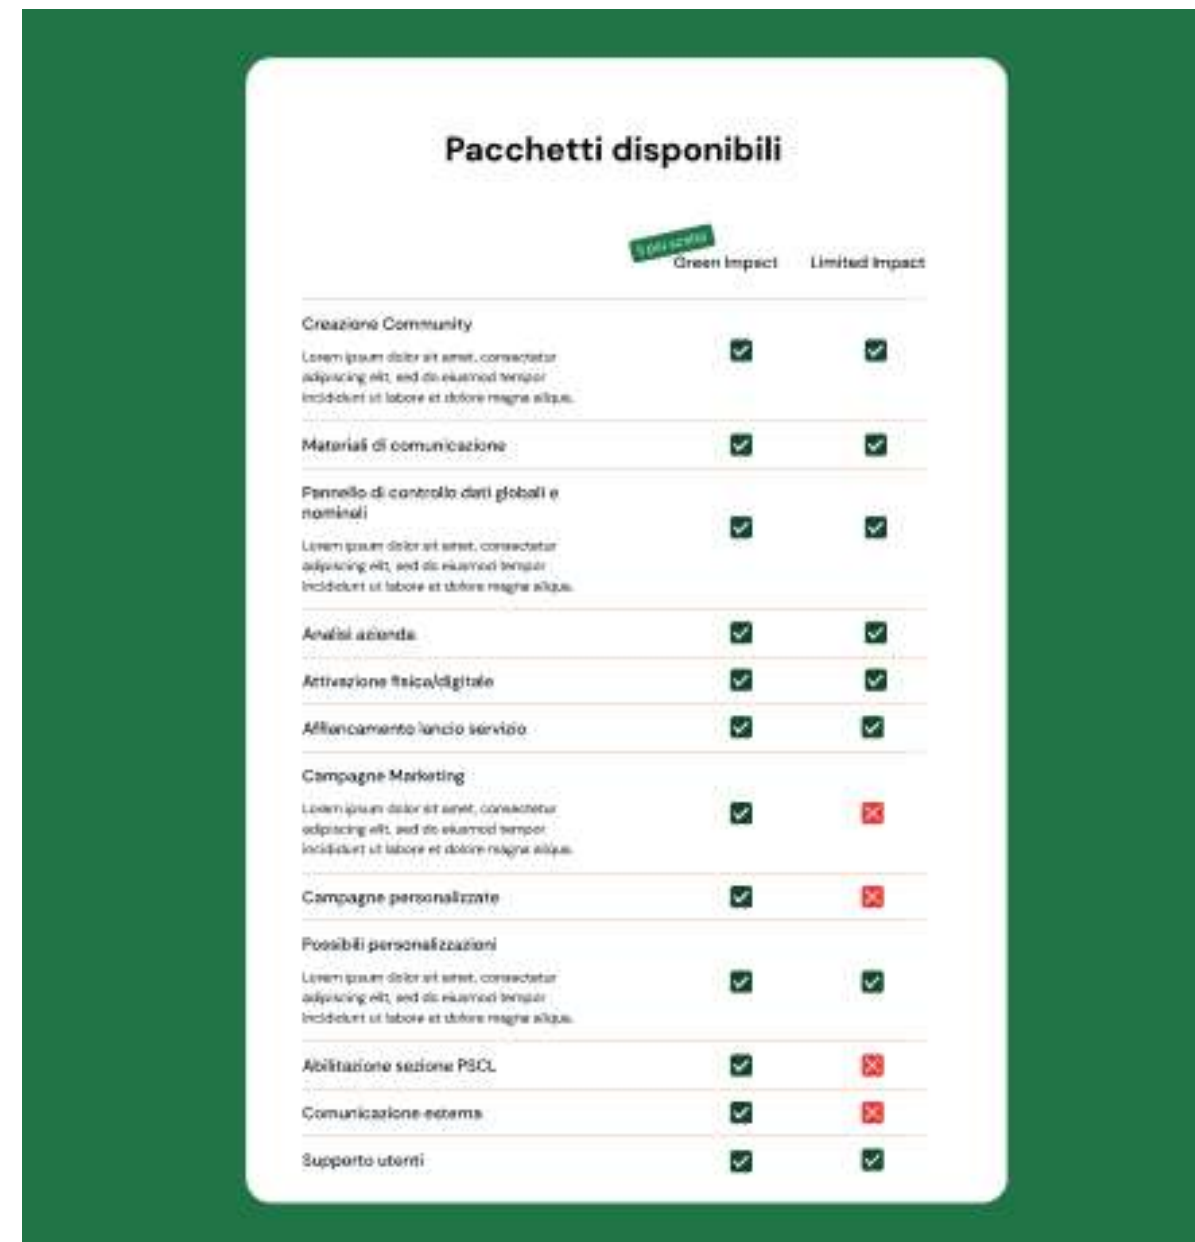 Pacchetti disponibili
più scelto
Green Impact Limited Impact
Creazione Community
Lorem ipsum dolor sit amet, consectetur
adipiscing elit, sed do eiusmod tempor
incididunt ut labore et dolore magna aliqua.
Materiali di comunicazione
Pannello di controllo dati globali e
nominali
Lorem ipsum dolor sit amet, consectetur
adipiscing elit, sed do eiusmod tempor
incididunt ut labore et dolore magna aliqua.
Analisi azienda
Attivazione fisica/digitale
Affiancamento lancio servizio
Campagne Marketing
Lorem ipsum dolor sit amet, consectetur
adipiscing elit, sed do eiusmod tempor
incididunt ut labore et dolore magna aliqua.
Campagne personalizzate
Possibili personalizzazioni
Lorem ipsum dolor sit amet, consectetur
adipiscing elit, sed do eiusmod tempor
incididunt ut labore et dolore magna aliqua.
Abilitazione sezione PSCL
Comunicazione esterna
Supporto utenti